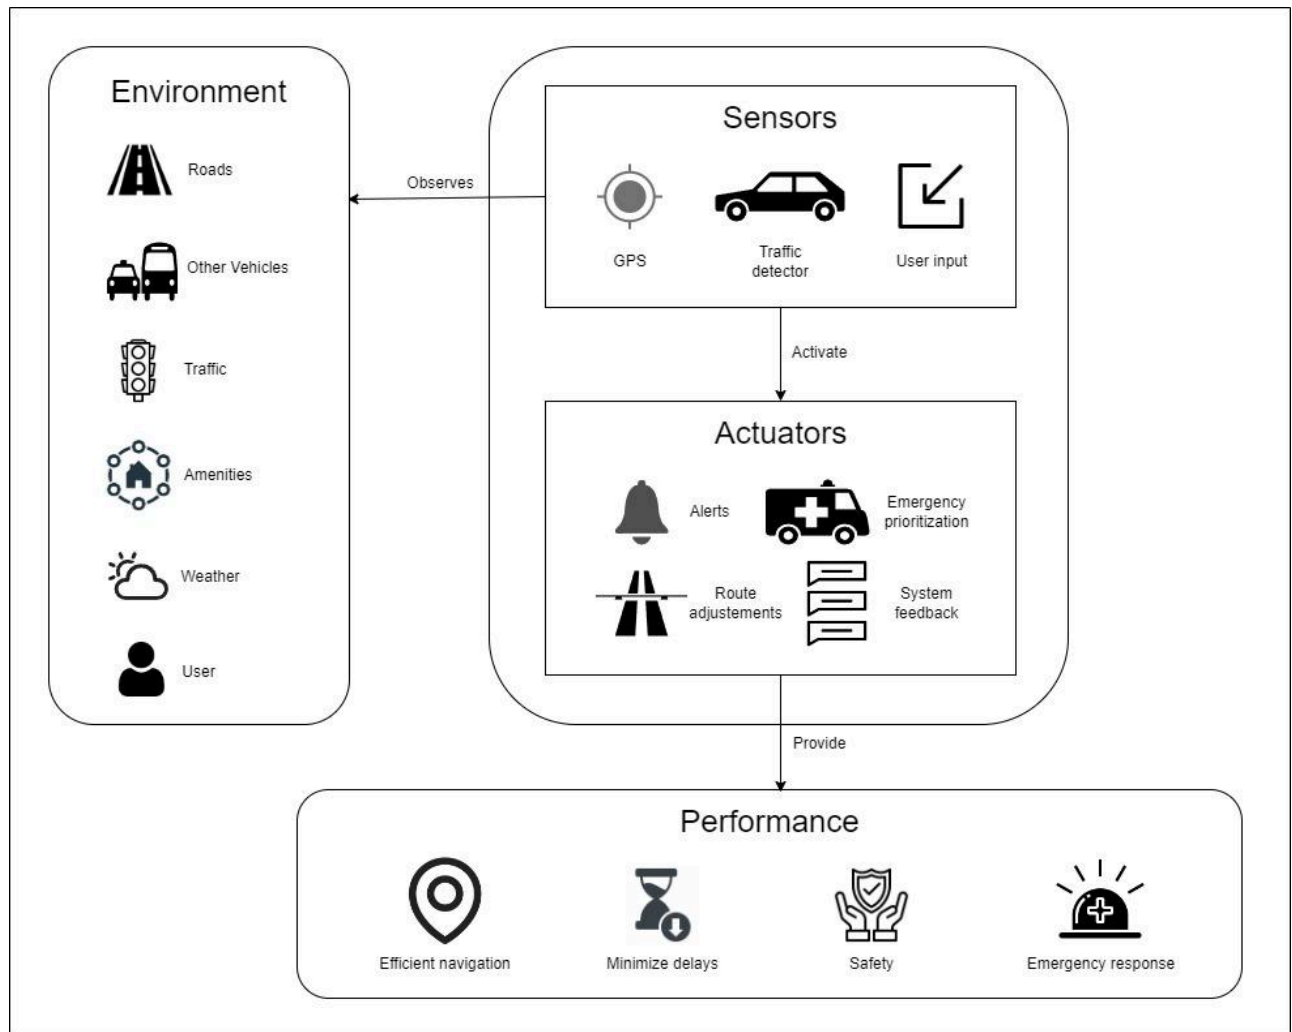 Environment
Roads
Other Vehicles
Traffic
Amenities
Weather
User
Observes
Sensors
GPS
Traffic
detector
User input
Activate
Actuators
Alerts
Emergency
prioritization
Route
adjustements
System
feedback
Provide
Performance
Efficient navigation
Minimize delays
Safety
Emergency response